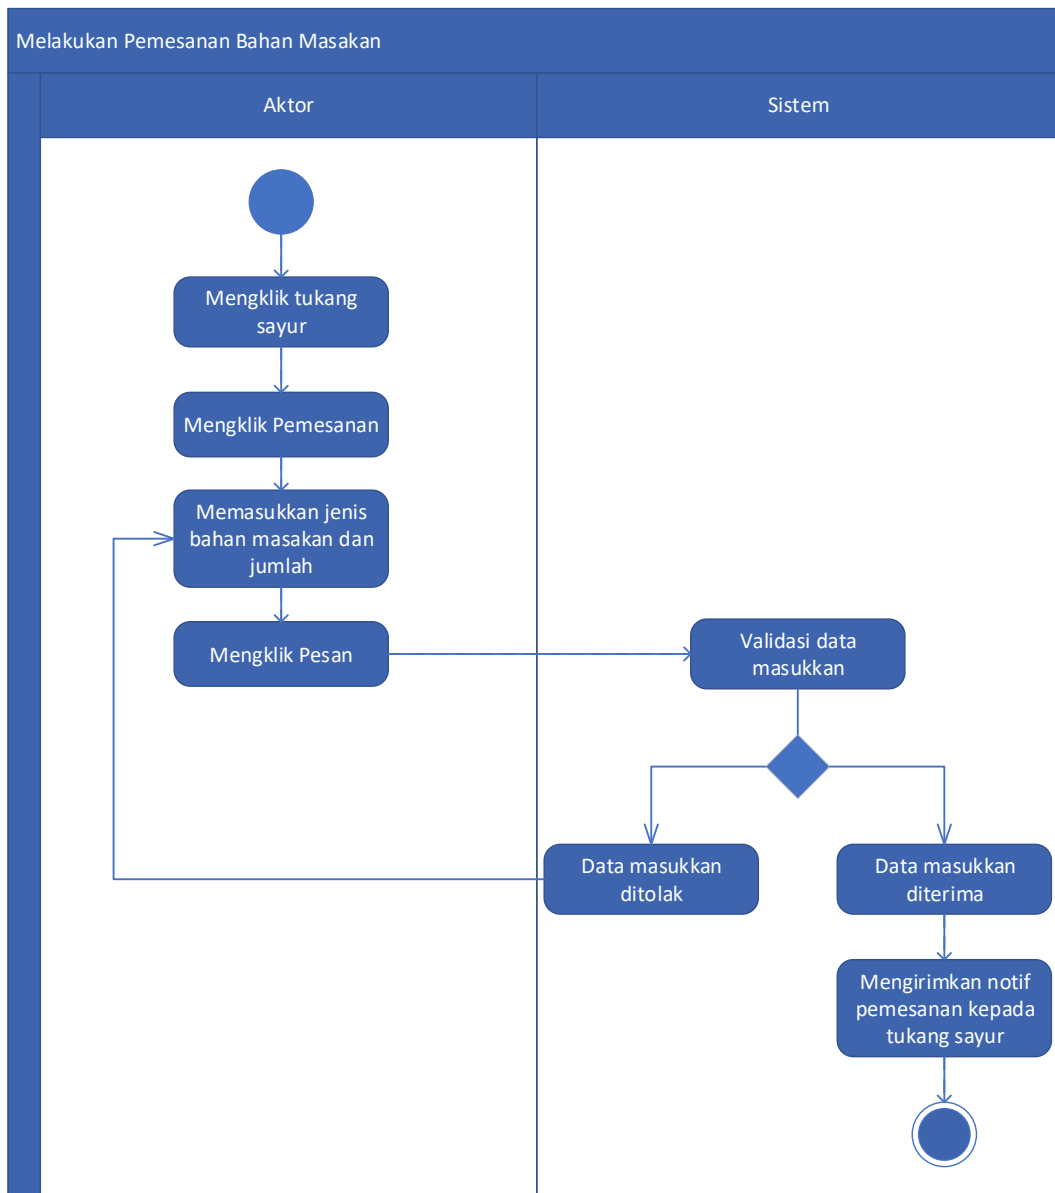 Melakukan Pemesanan Bahan Masakan
Aktor
Sistem
Mengklik tukang
sayur
Mengklik Pemesanan
Memasukkan jenis
bahan masakan dan
jumlah
Mengklik Pesan
Validasi data
masukkan
Data masukkan
ditolak
Data masukkan
diterima
Mengirimkan notif
pemesanan kepada
tukang sayur